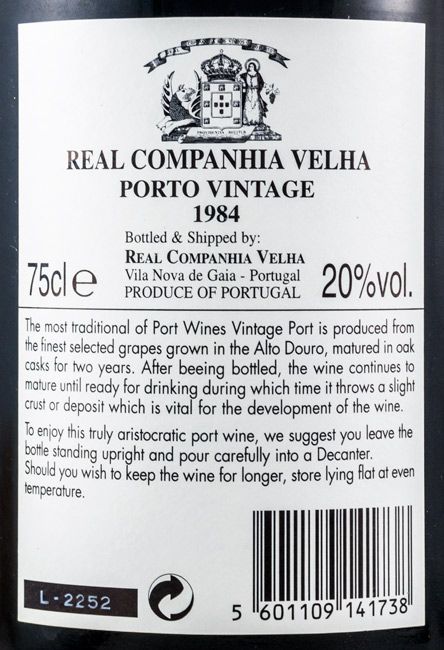 REAL COMPANHIA VELHA
PORTO VINTAGE
1984
Bottled & Shipped by:
REAL COMPANHIA VELHA
Vila Nova de Gaia - Portugal
PRODUCE OF PORTUGAL
75cl e
20%vol.
The most traditional of Port Wines Vintage Port is produced from
the finest selected grapes grown in the Alto Douro, matured in oak
casks for two years. After beeing bottled, the wine continues to
mature until ready for drinking during which time it throws a slight
crust or deposit which is vital for the development of the wine.
To enjoy this truly aristocratic port wine, we suggest you leave the
bottle standing upright and pour carefully into a Decanter.
Should you wish to keep the wine for longer, store lying flat at even
temperature.
L-2252
5 601109 141738